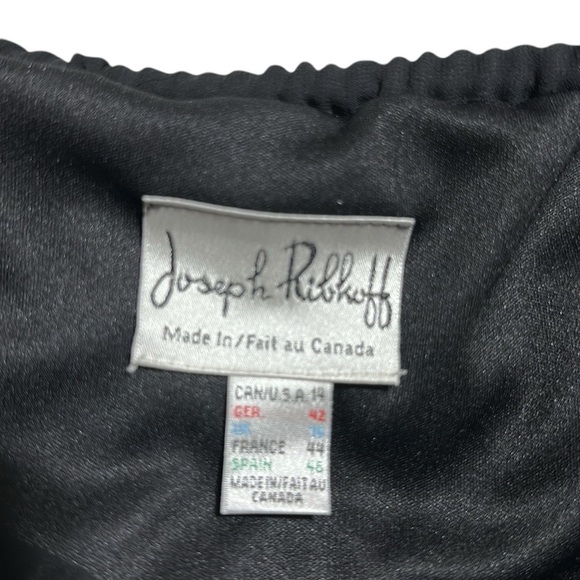 Joseph Ribkoff
Made In/Fait au Canada
CAN/U.S.A. 14
GER. 42
16
FRANCE 44
SPAIN 46
MADE IN/FAIT AU
CANADA